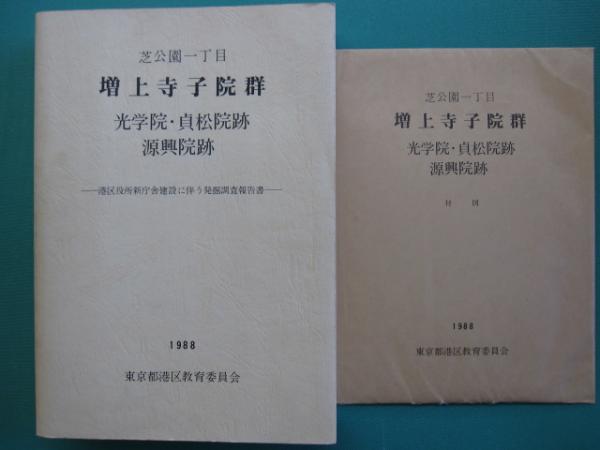 芝公園一丁目
増上寺子院群
光学院・貞松院跡
源興院跡
―港区役所新庁舎建設に伴う発掘調査報告書―
1988
東京都港区教育委員会
芝公園一丁目
増上寺子院群
光学院・貞松院跡
源興院跡
付図
1988
東京都港区教育委員会